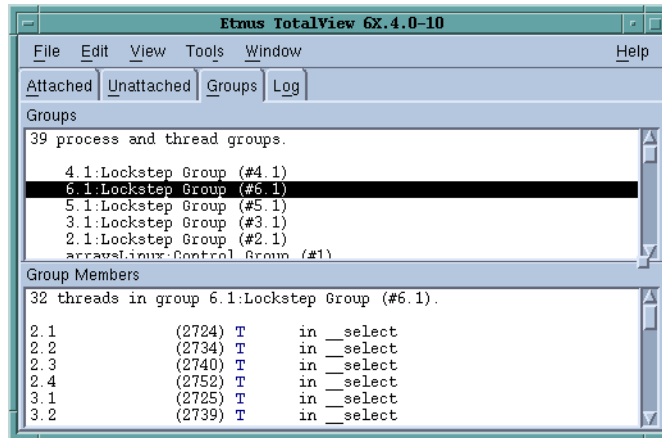 Etnus TotalView 6X.4.0-10
File Edit View Tools Window Help
Attached Unattached Groups Log
Groups
39 process and thread groups.
4.1:Lockstep Group (#4.1)
6.1:Lockstep Group (#6.1)
5.1:Lockstep Group (#5.1)
3.1:Lockstep Group (#3.1)
2.1:Lockstep Group (#2.1)
arraysLinux:Control Group (#1)
Group Members
32 threads in group 6.1:Lockstep Group (#6.1).
2.1 (2724) T in __select
2.2 (2734) T in __select
2.3 (2740) T in __select
2.4 (2752) T in __select
3.1 (2725) T in __select
3.2 (2739) T in __select